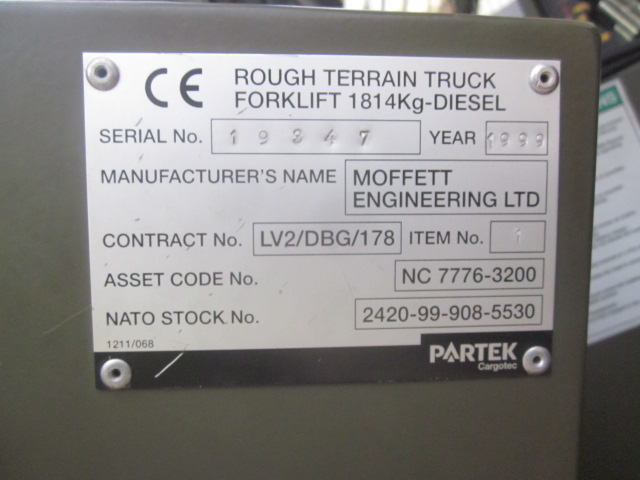 CE ROUGH TERRAIN TRUCK
FORKLIFT 1814Kg-DIESEL
SERIAL No. 19347 YEAR 1999
MANUFACTURER'S NAME MOFFETT
ENGINEERING LTD
CONTRACT No. LV2/DBG/178 ITEM No. 1
ASSET CODE No. NC 7776-3200
NATO STOCK No. 2420-99-908-5530
1211/068
PARTEK
Cargotec